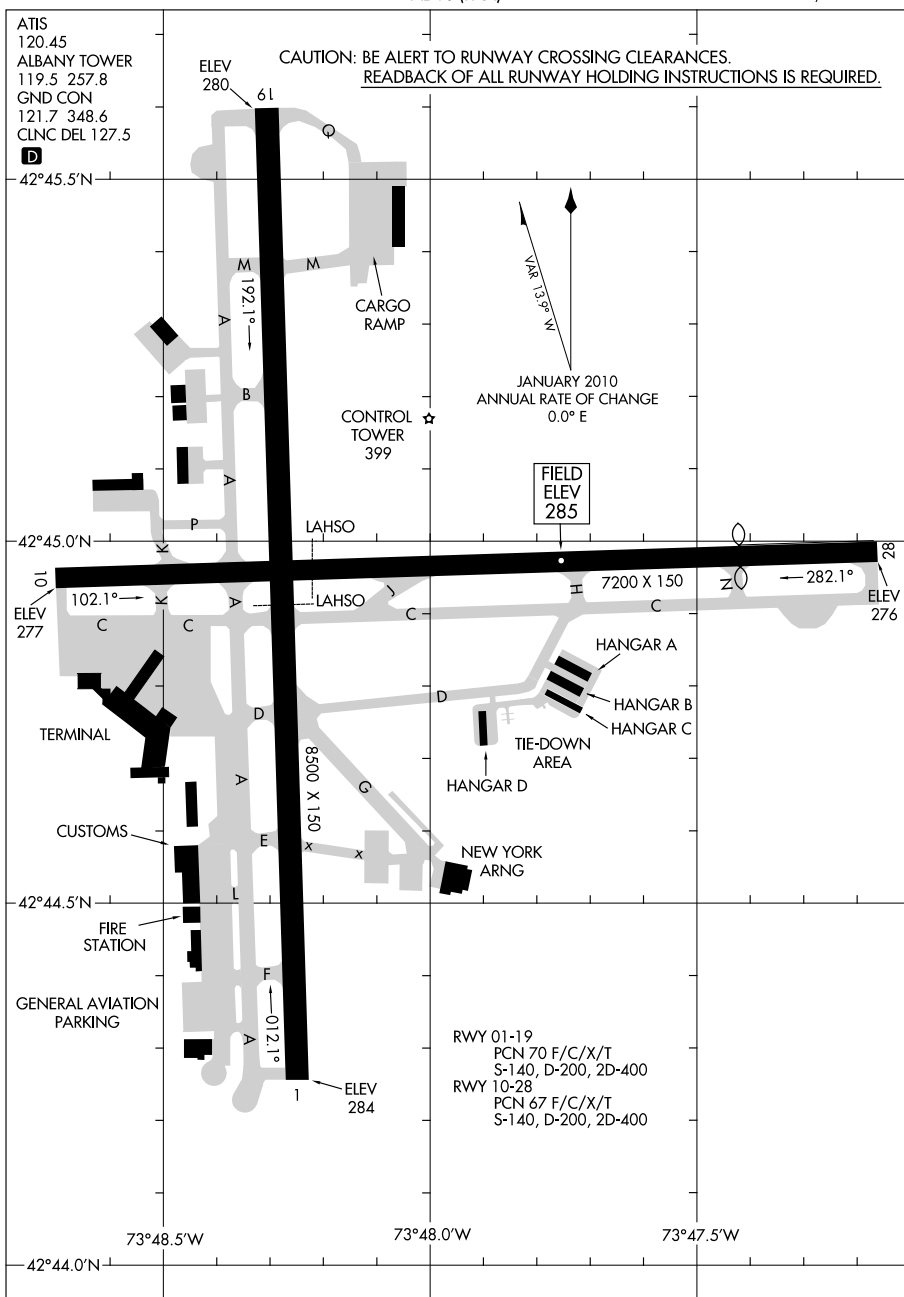 ATIS
120.45
ALBANY TOWER
119.5 257.8
GND CON
121.7 348.6
CLNC DEL 127.5
D
CAUTION: BE ALERT TO RUNWAY CROSSING CLEARANCES.
READBACK OF ALL RUNWAY HOLDING INSTRUCTIONS IS REQUIRED.
ELEV
280
19
Q
42°45.5'N
M
M
192.1°
A
CARGO
RAMP
VAR 13.9° W
JANUARY 2010
ANNUAL RATE OF CHANGE
0.0° E
B
CONTROL
TOWER
399
A
FIELD
ELEV
285
P
LAHSO
42°45.0'N
K
10
28
102.1°
K
A
LAHSO
J
H
7200 X 150
N
282.1°
ELEV
277
ELEV
276
C
C
C
C
HANGAR A
HANGAR B
HANGAR C
TERMINAL
D
D
TIE-DOWN
AREA
HANGAR D
A
8500 X 150
G
CUSTOMS
E
x
x
NEW YORK
ARNG
L
42°44.5'N
FIRE
STATION
F
GENERAL AVIATION
PARKING
A
012.1°
ELEV
284
1
RWY 01-19
PCN 70 F/C/X/T
S-140, D-200, 2D-400
RWY 10-28
PCN 67 F/C/X/T
S-140, D-200, 2D-400
73°48.5'W
73°48.0'W
73°47.5'W
42°44.0'N